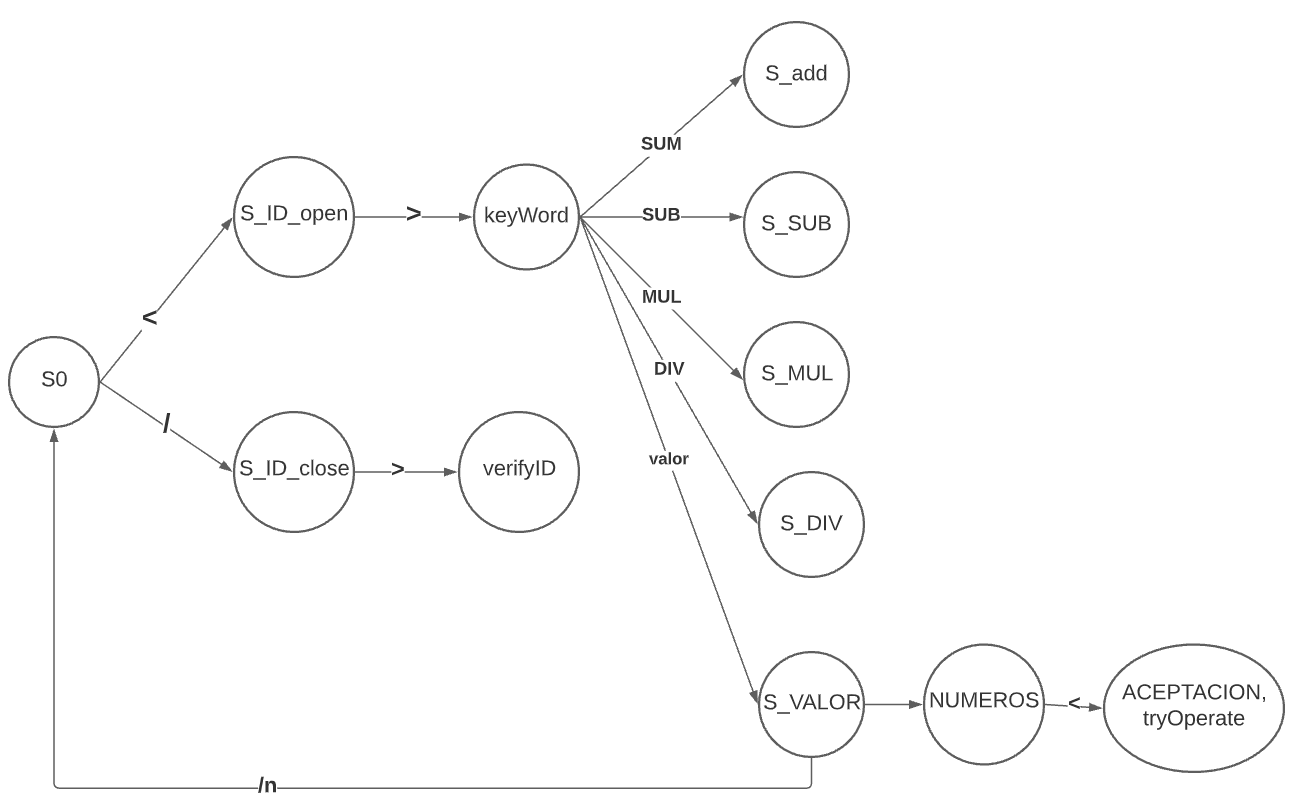 S_add
SUM
S_ID_open
>
keyWord
SUB
S_SUB
<
MUL
DIV
S_MUL
S0
/
S_ID_close
>
verifyID
valor
S_DIV
S_VALOR
NUMEROS
<
ACEPTACION,
tryOperate
/n